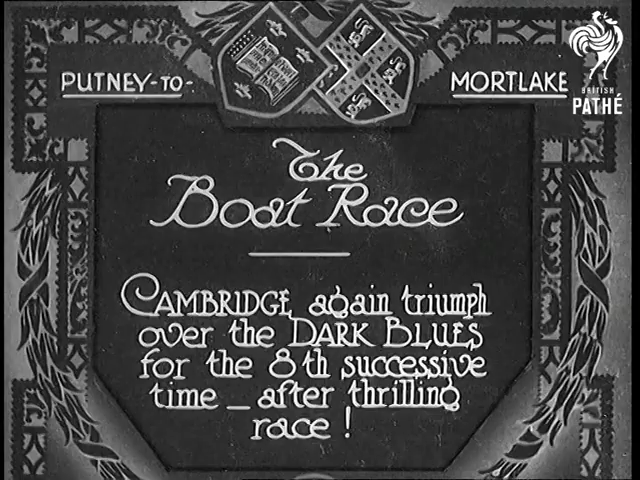 PUTNEY-TO-
MORTLAKE
BRITISH
PATHÉ
The
Boat Race
CAMBRIDGE again triumph
over the DARK BLUES
for the 8th successive
time — after thrilling
race !